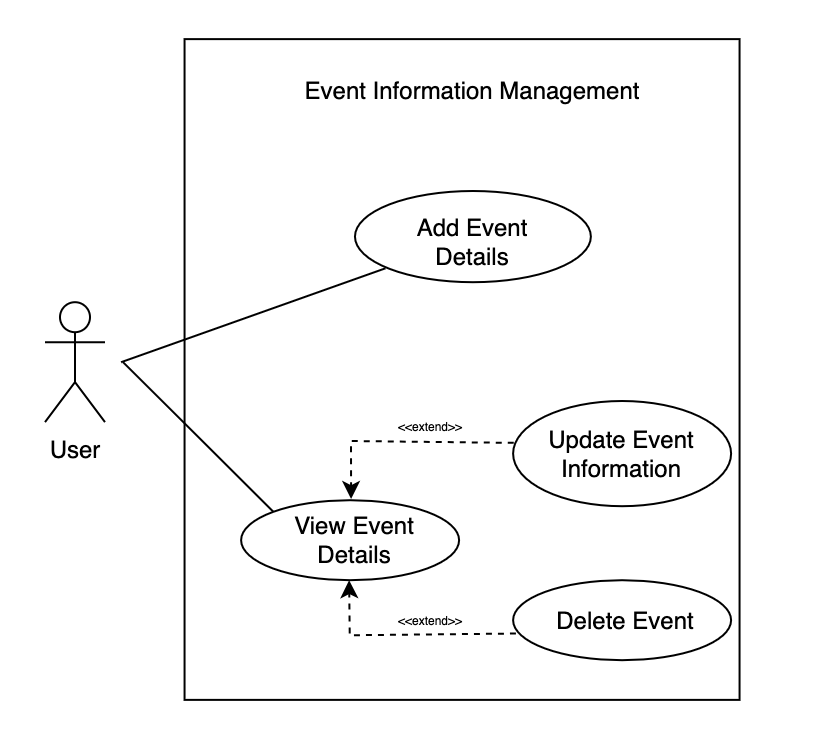 Event Information Management
Add Event
Details
User
<<extend>>
Update Event
Information
View Event
Details
<<extend>>
Delete Event